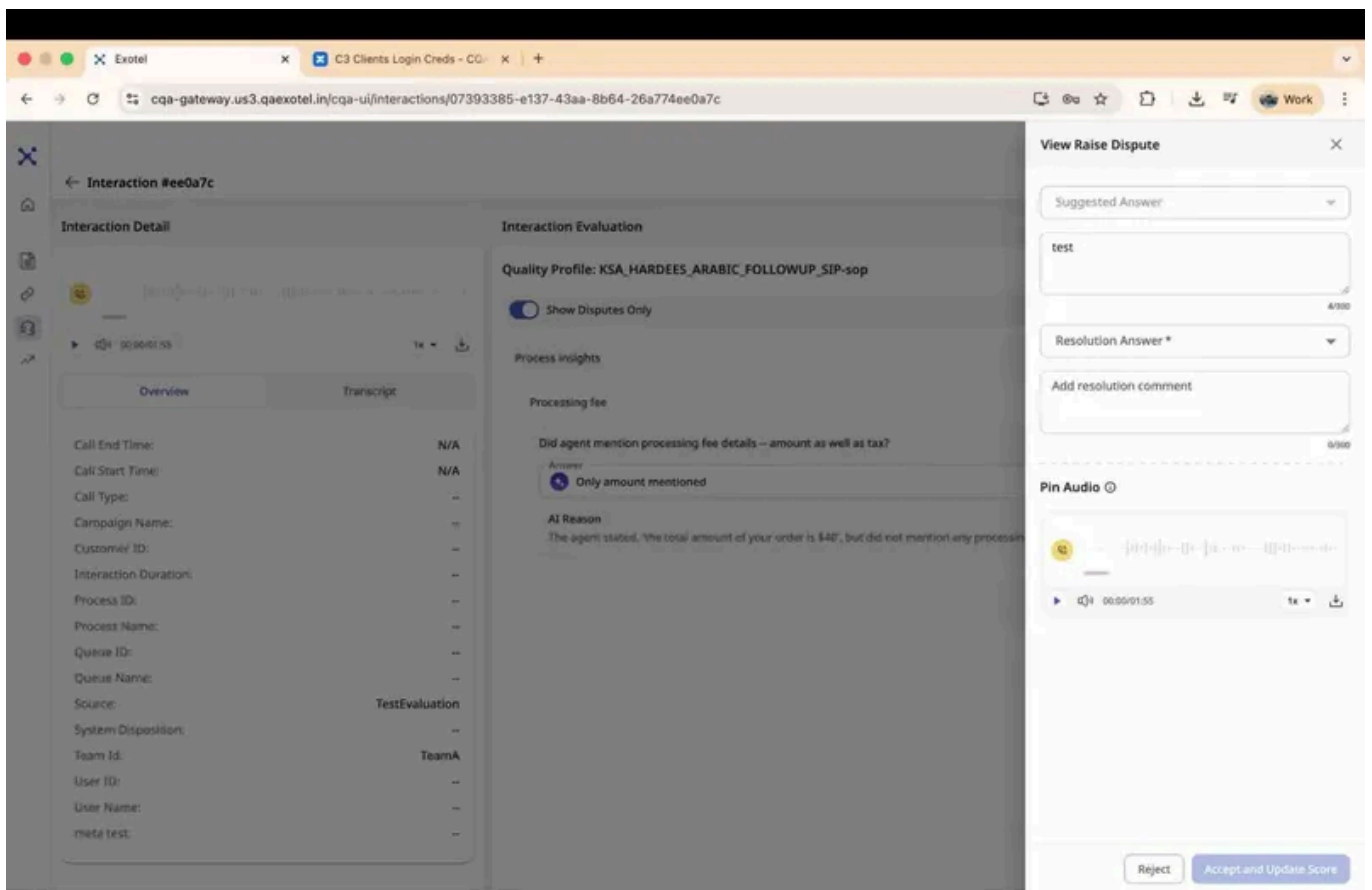 Exotel
C3 Clients Login Creds - CQ
cqa-gateway.us3.qaexotel.in/cqa-ui/interactions/07393385-e137-43aa-8b64-26a774ee0a7c
Work
Interaction #ee0a7c
Interaction Detail
00:00/01:55
1x
Overview
Transcript
Call End Time: N/A
Call Start Time: N/A
Call Type: --
Campaign Name: --
Customer ID: --
Interaction Duration: --
Process ID: --
Process Name: --
Queue ID: --
Queue Name: --
Source: TestEvaluation
System Disposition: --
Team Id: TeamA
User ID: --
User Name: --
meta test: --
Interaction Evaluation
Quality Profile: KSA_HARDEES_ARABIC_FOLLOWUP_SIP-sop
Show Disputes Only
Process insights
Processing fee
Did agent mention processing fee details -- amount as well as tax?
Answer
Only amount mentioned
AI Reason
The agent stated, 'the total amount of your order is $40', but did not mention any processin
View Raise Dispute
Suggested Answer
test
4/300
Resolution Answer *
Add resolution comment
0/300
Pin Audio
00:00/01:55
1x
Reject
Accept and Update Score